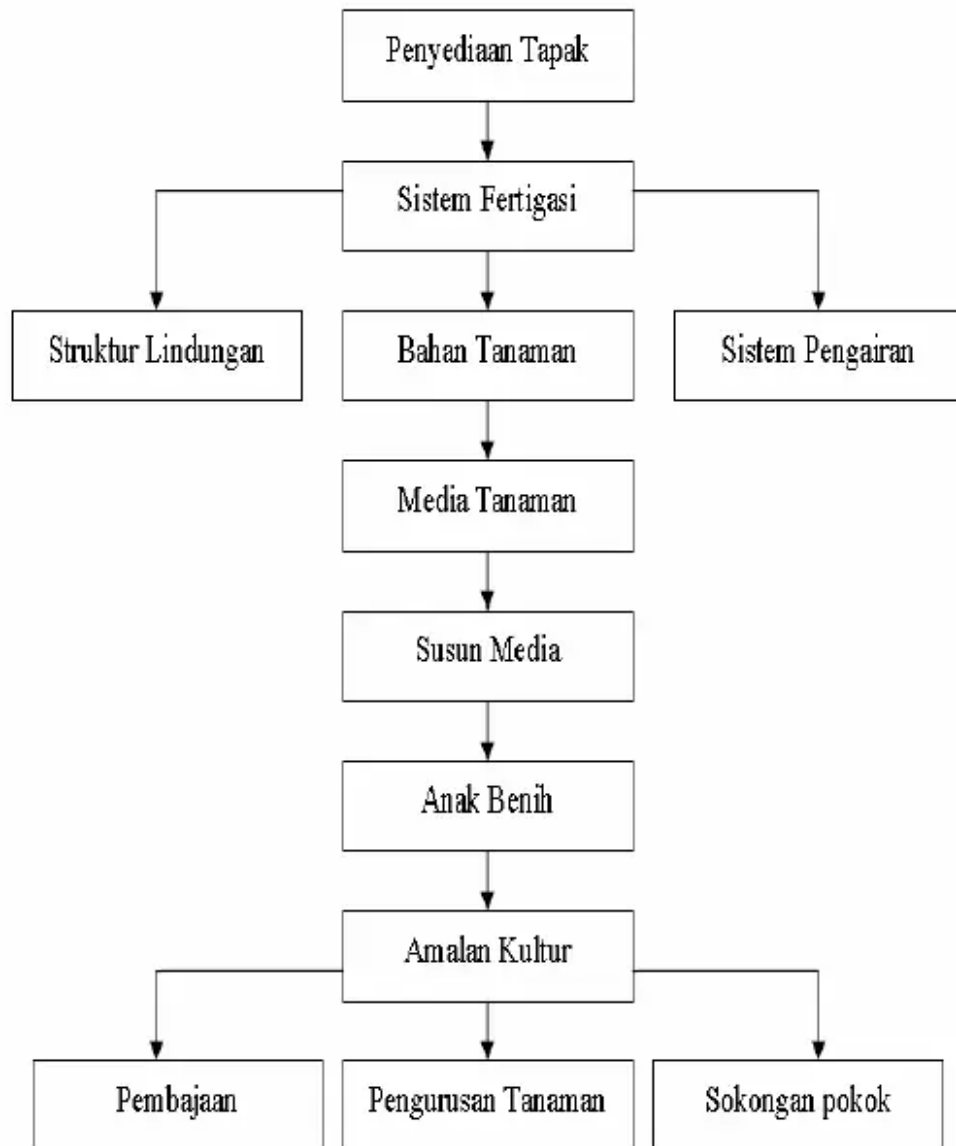 Penyediaan Tapak
Sistem Fertigasi
Struktur Lindungan
Bahan Tanaman
Sistem Pengairan
Media Tanaman
Susun Media
Anak Benih
Amalan Kultur
Pembajaan
Pengurusan Tanaman
Sokongan pokok